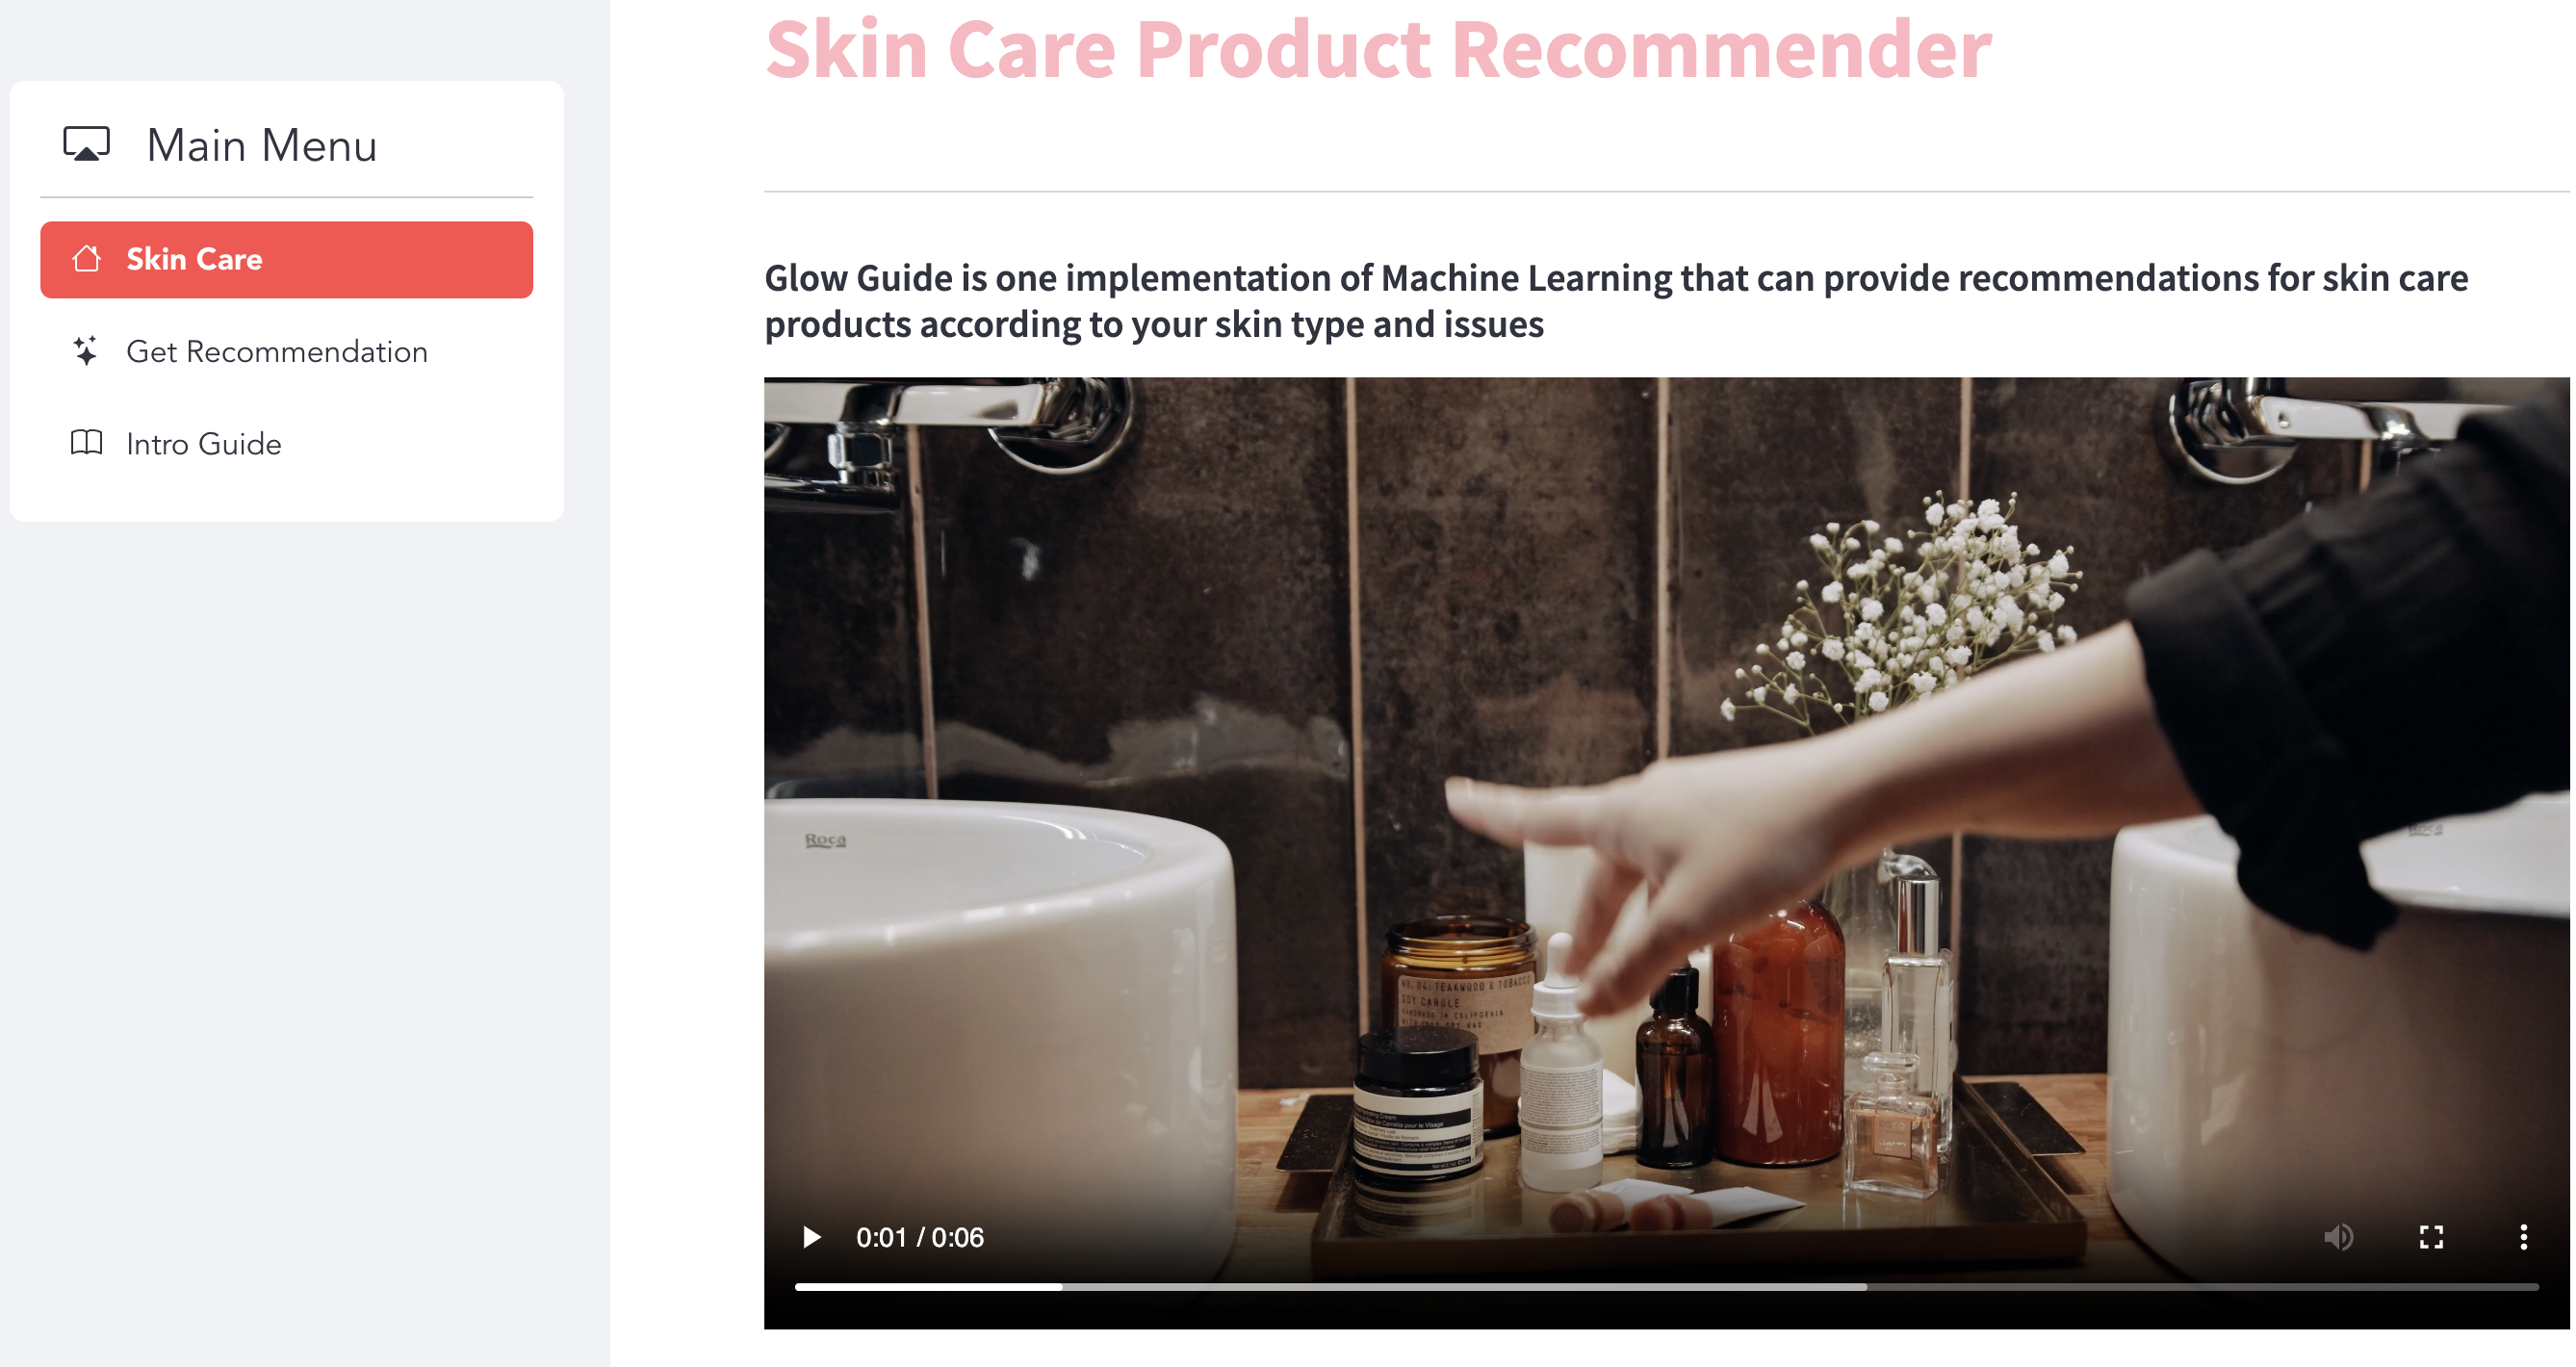 Skin Care Product Recommender
Main Menu
Skin Care
Get Recommendation
Intro Guide
Glow Guide is one implementation of Machine Learning that can provide recommendations for skin care
products according to your skin type and issues
Roca
Roca
NO. 04: TEAKWOOD & TOBACCO
SOY CANDLE
0:01 / 0:06